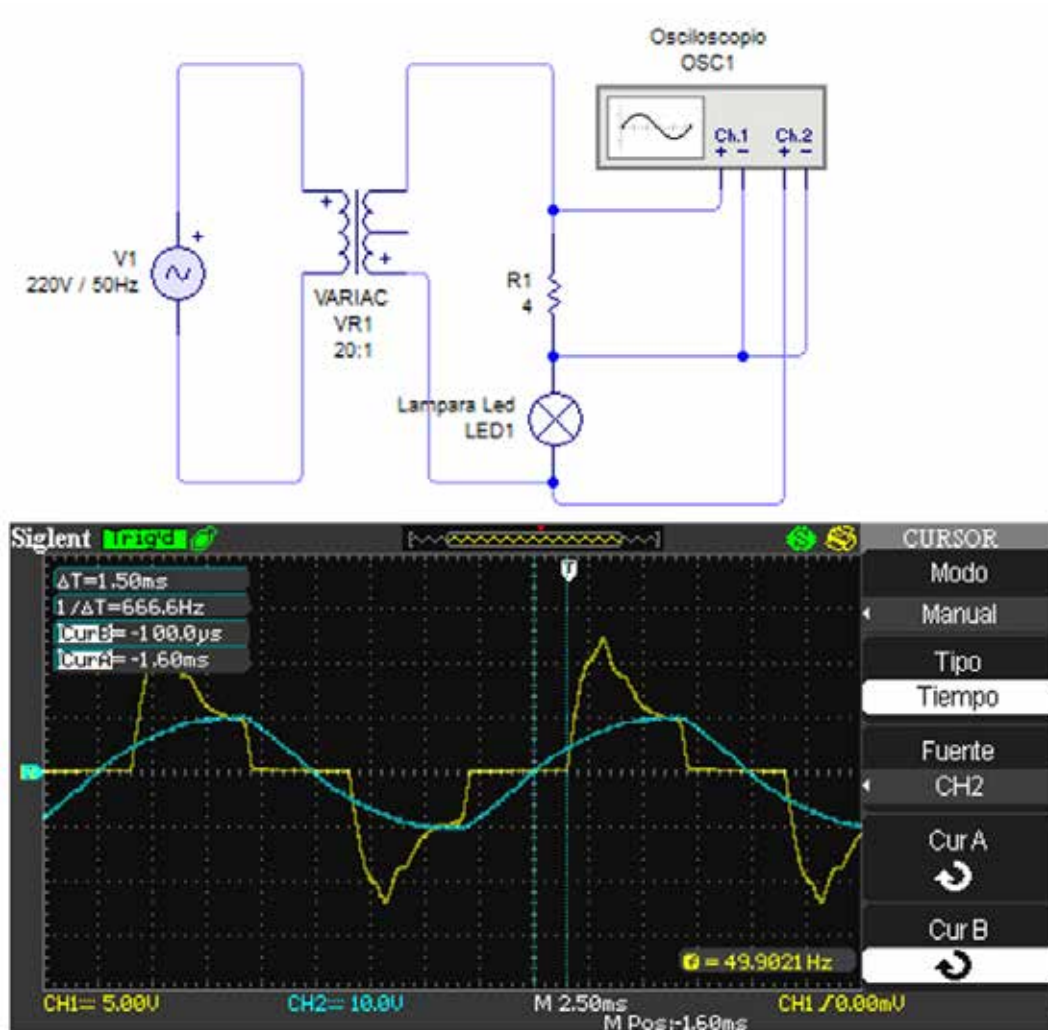 Osciloscopio
OSC1
Ch.1
Ch.2
+ − + −
V1
220V / 50Hz
+
+
+
VARIAC
VR1
20:1
R1
4
Lampara Led
LED1
Siglent Trig'd
T
S
CURSOR
ΔT=1.50ms
1/ΔT=666.6Hz
CurB=-100.0µs
CurA=-1.60ms
Modo
Manual
Tipo
Tiempo
Fuente
CH2
Cur A
Cur B
= 49.9021Hz
CH1 5.00V CH2 10.0V M 2.50ms CH1 /0.00mV
M Pos:-1.60ms